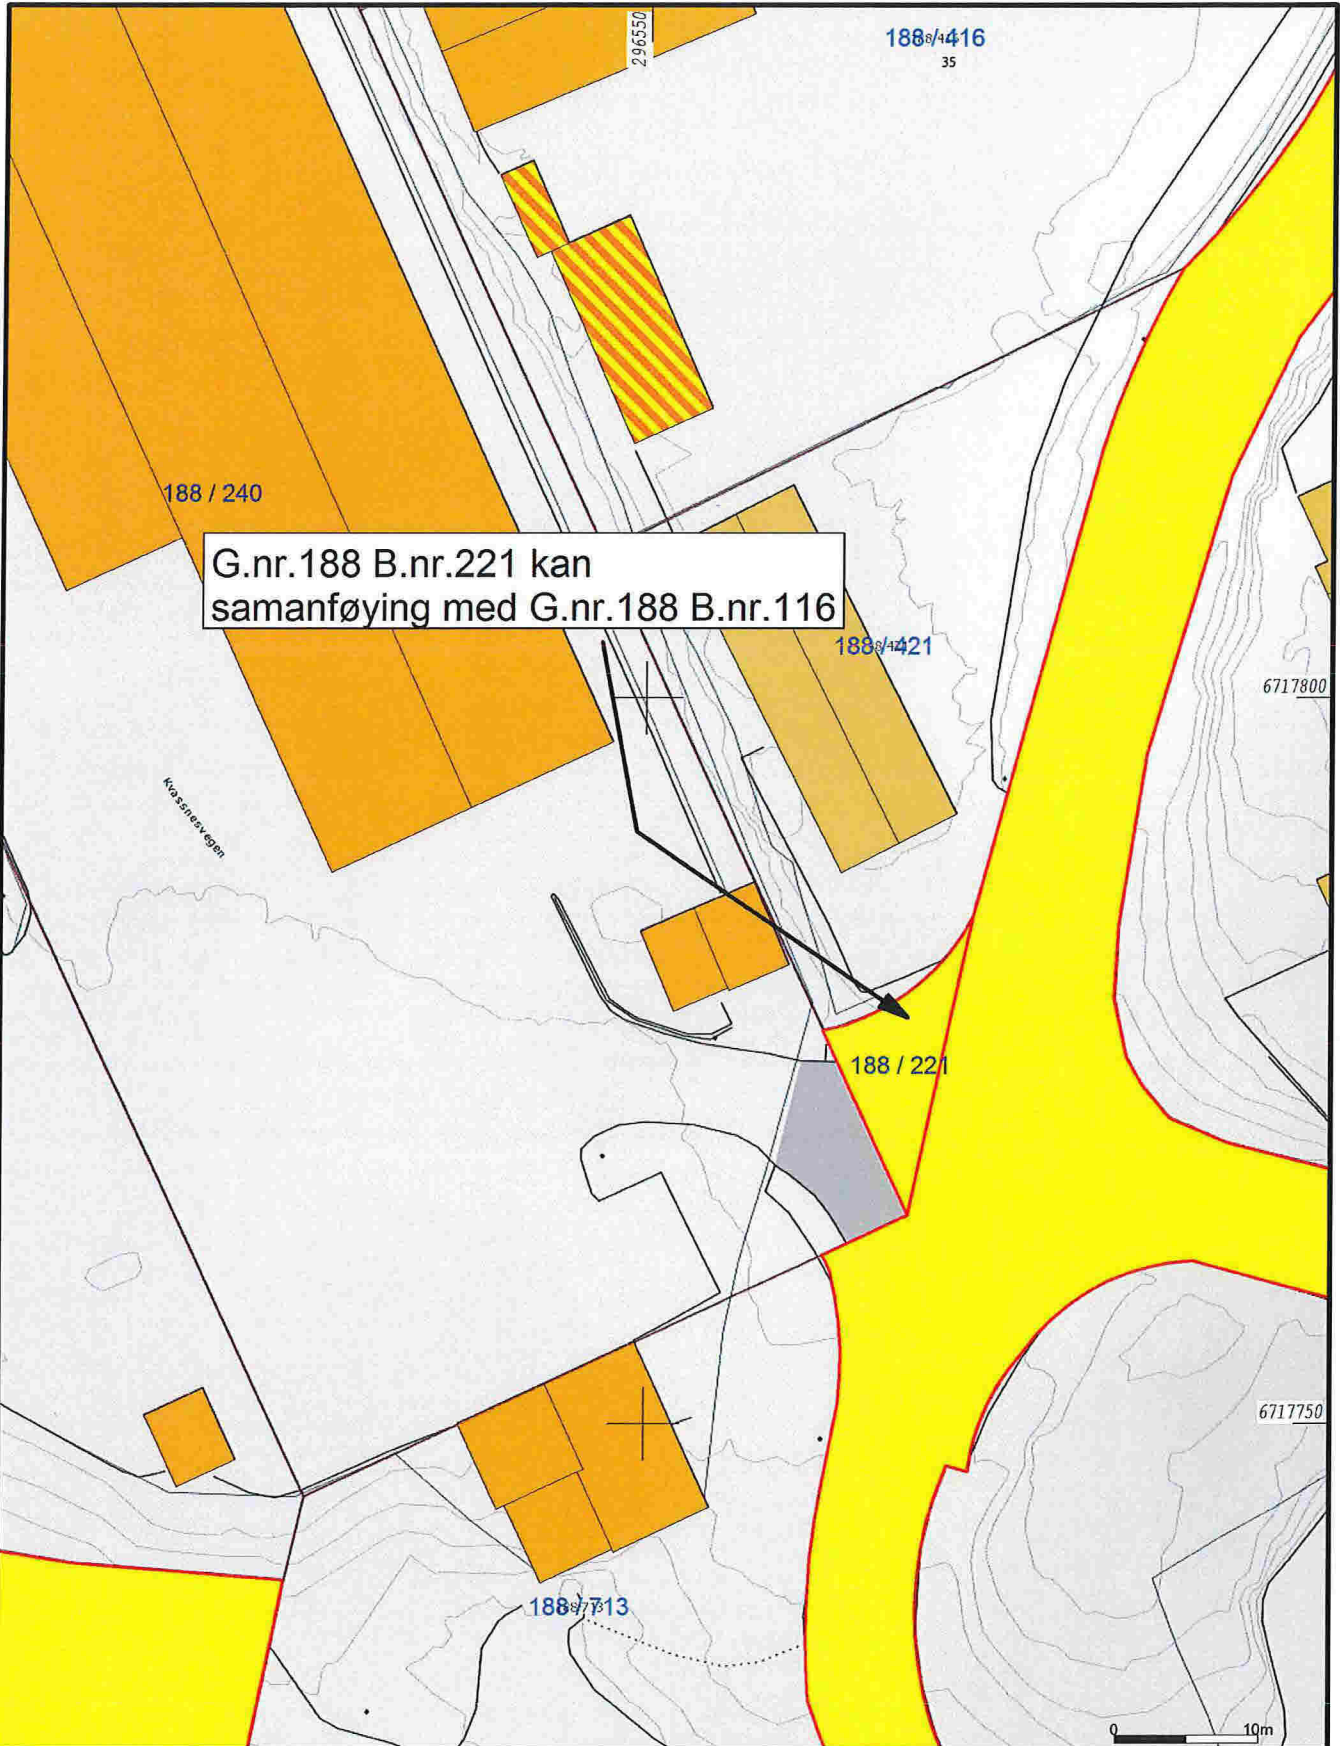 296550
188 / 416
35
188 / 240
G.nr.188 B.nr.221 kan
samanføying med G.nr.188 B.nr.116
188 / 421
6717800
Kvassnesvegen
188 / 221
6717750
188 / 713
0 10m